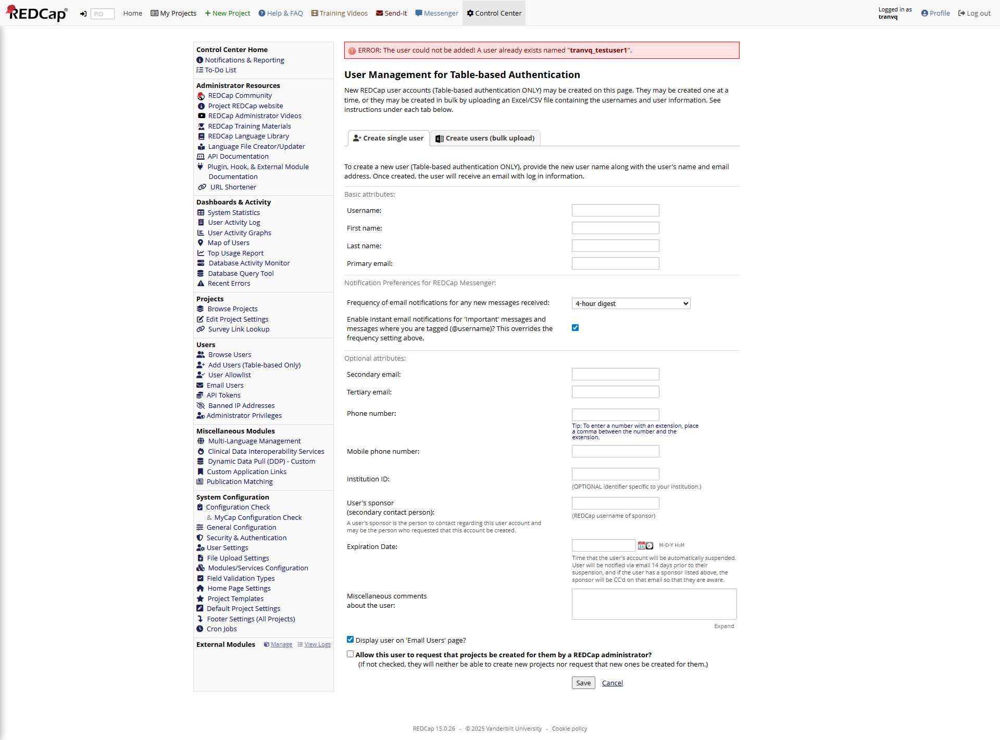 REDCap®
PID
Home
My Projects
New Project
Help & FAQ
Training Videos
Send-It
Messenger
Control Center
Logged in as
tranvq
Profile
Log out
Control Center Home
Notifications & Reporting
To-Do List
Administrator Resources
REDCap Community
Project REDCap website
REDCap Administrator Videos
REDCap Training Materials
REDCap Language Library
Language File Creator/Updater
API Documentation
Plugin, Hook, & External Module
Documentation
URL Shortener
Dashboards & Activity
System Statistics
User Activity Log
User Activity Graphs
Map of Users
Top Usage Report
Database Activity Monitor
Database Query Tool
Recent Errors
Projects
Browse Projects
Edit Project Settings
Survey Link Lookup
Users
Browse Users
Add Users (Table-based Only)
User Allowlist
Email Users
API Tokens
Banned IP Addresses
Administrator Privileges
Miscellaneous Modules
Multi-Language Management
Clinical Data Interoperability Services
Dynamic Data Pull (DDP) - Custom
Custom Application Links
Publication Matching
System Configuration
Configuration Check
& MyCap Configuration Check
General Configuration
Security & Authentication
User Settings
File Upload Settings
Modules/Services Configuration
Field Validation Types
Home Page Settings
Project Templates
Default Project Settings
Footer Settings (All Projects)
Cron Jobs
External Modules
Manage
View Logs
ERROR: The user could not be added! A user already exists named "tranvq_testuser1".
User Management for Table-based Authentication
New REDCap user accounts (Table-based authentication ONLY) may be created on this page. They may be created one at a
time, or they may be created in bulk by uploading an Excel/CSV file containing the usernames and user information. See
instructions under each tab below.
Create single user
Create users (bulk upload)
To create a new user (Table-based authentication ONLY), provide the new user name along with the user's name and email
address. Once created, the user will receive an email with log in information.
Basic attributes:
Username:
First name:
Last name:
Primary email:
Notification Preferences for REDCap Messenger:
Frequency of email notifications for any new messages received:
4-hour digest
Enable instant email notifications for 'Important' messages and
messages where you are tagged (@username)? This overrides the
frequency setting above.
Optional attributes:
Secondary email:
Tertiary email:
Phone number:
Tip: To enter a number with an extension, place
a comma between the number and the
extension.
Mobile phone number:
Institution ID:
(OPTIONAL identifier specific to your institution.)
User's sponsor
(secondary contact person):
A user's sponsor is the person to contact regarding this user account and
may be the person who requested that this account be created.
(REDCap username of sponsor)
Expiration Date:
31
M-D-Y H:M
Time that the user's account will be automatically suspended.
User will be notified via email 14 days prior to their
suspension, and if the user has a sponsor listed above, the
sponsor will be CC'd on that email so that they are aware.
Miscellaneous comments
about the user:
Expand
Display user on 'Email Users' page?
Allow this user to request that projects be created for them by a REDCap administrator?
(If not checked, they will neither be able to create new projects nor request that new ones be created for them.)
Save
Cancel
REDCap 15.0.26 - © 2025 Vanderbilt University - Cookie policy